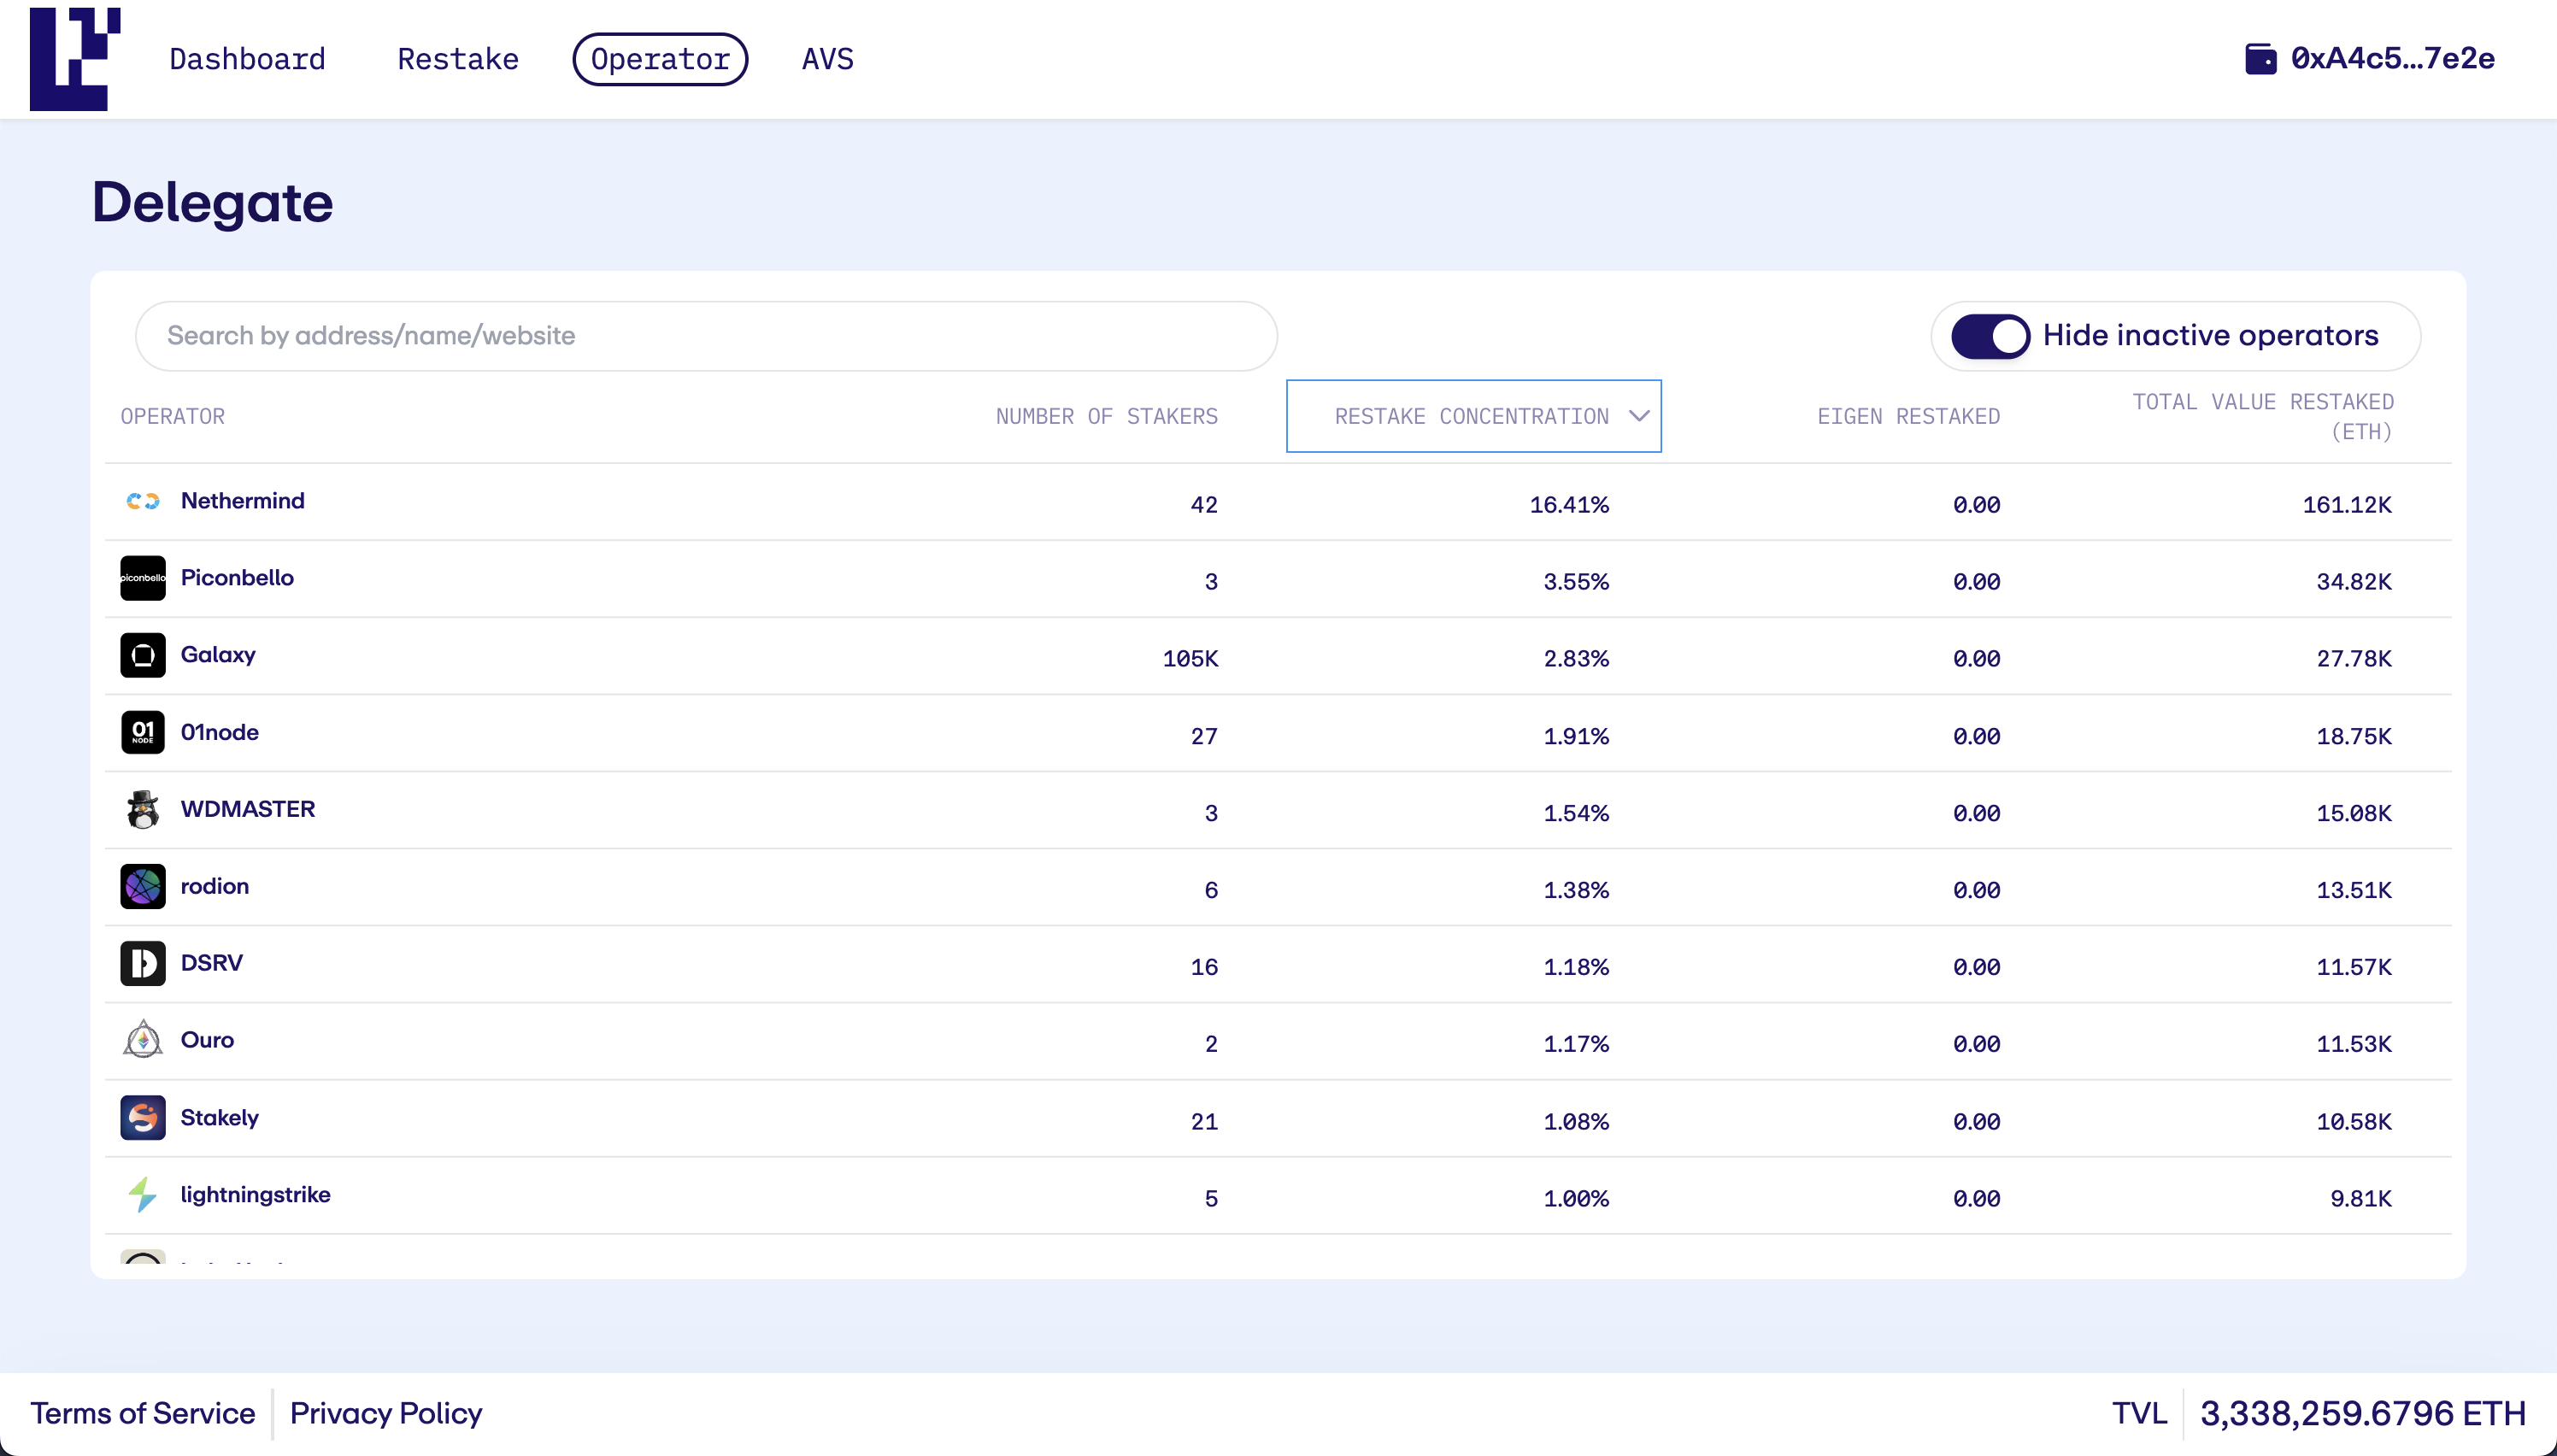 Dashboard Restake Operator AVS 0xA4c5...7e2e
Delegate
Search by address/name/website Hide inactive operators
OPERATOR NUMBER OF STAKERS RESTAKE CONCENTRATION EIGEN RESTAKED TOTAL VALUE RESTAKED
(ETH)
Nethermind 42 16.41% 0.00 161.12K
piconbello Piconbello 3 3.55% 0.00 34.82K
Galaxy 105K 2.83% 0.00 27.78K
01 NODE 01node 27 1.91% 0.00 18.75K
WDMASTER 3 1.54% 0.00 15.08K
rodion 6 1.38% 0.00 13.51K
DSRV 16 1.18% 0.00 11.57K
Ouro 2 1.17% 0.00 11.53K
Stakely 21 1.08% 0.00 10.58K
lightningstrike 5 1.00% 0.00 9.81K
Terms of Service Privacy Policy TVL 3,338,259.6796 ETH